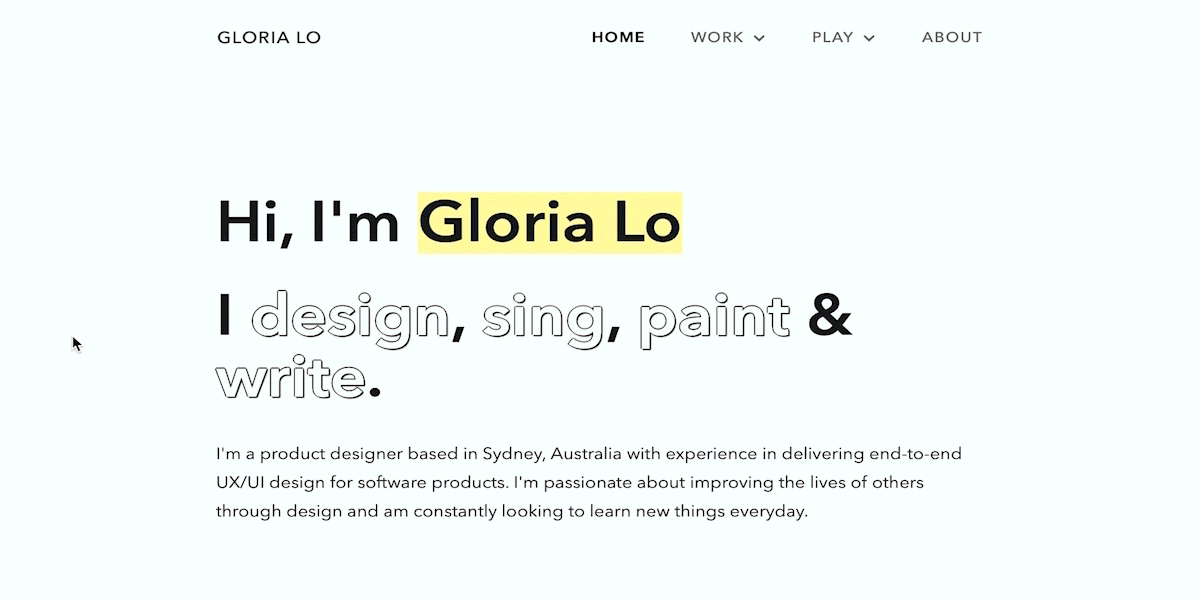 GLORIA LO
HOME WORK PLAY ABOUT
Hi, I'm Gloria Lo
I design, sing, paint &
write.
I'm a product designer based in Sydney, Australia with experience in delivering end-to-end
UX/UI design for software products. I'm passionate about improving the lives of others
through design and am constantly looking to learn new things everyday.